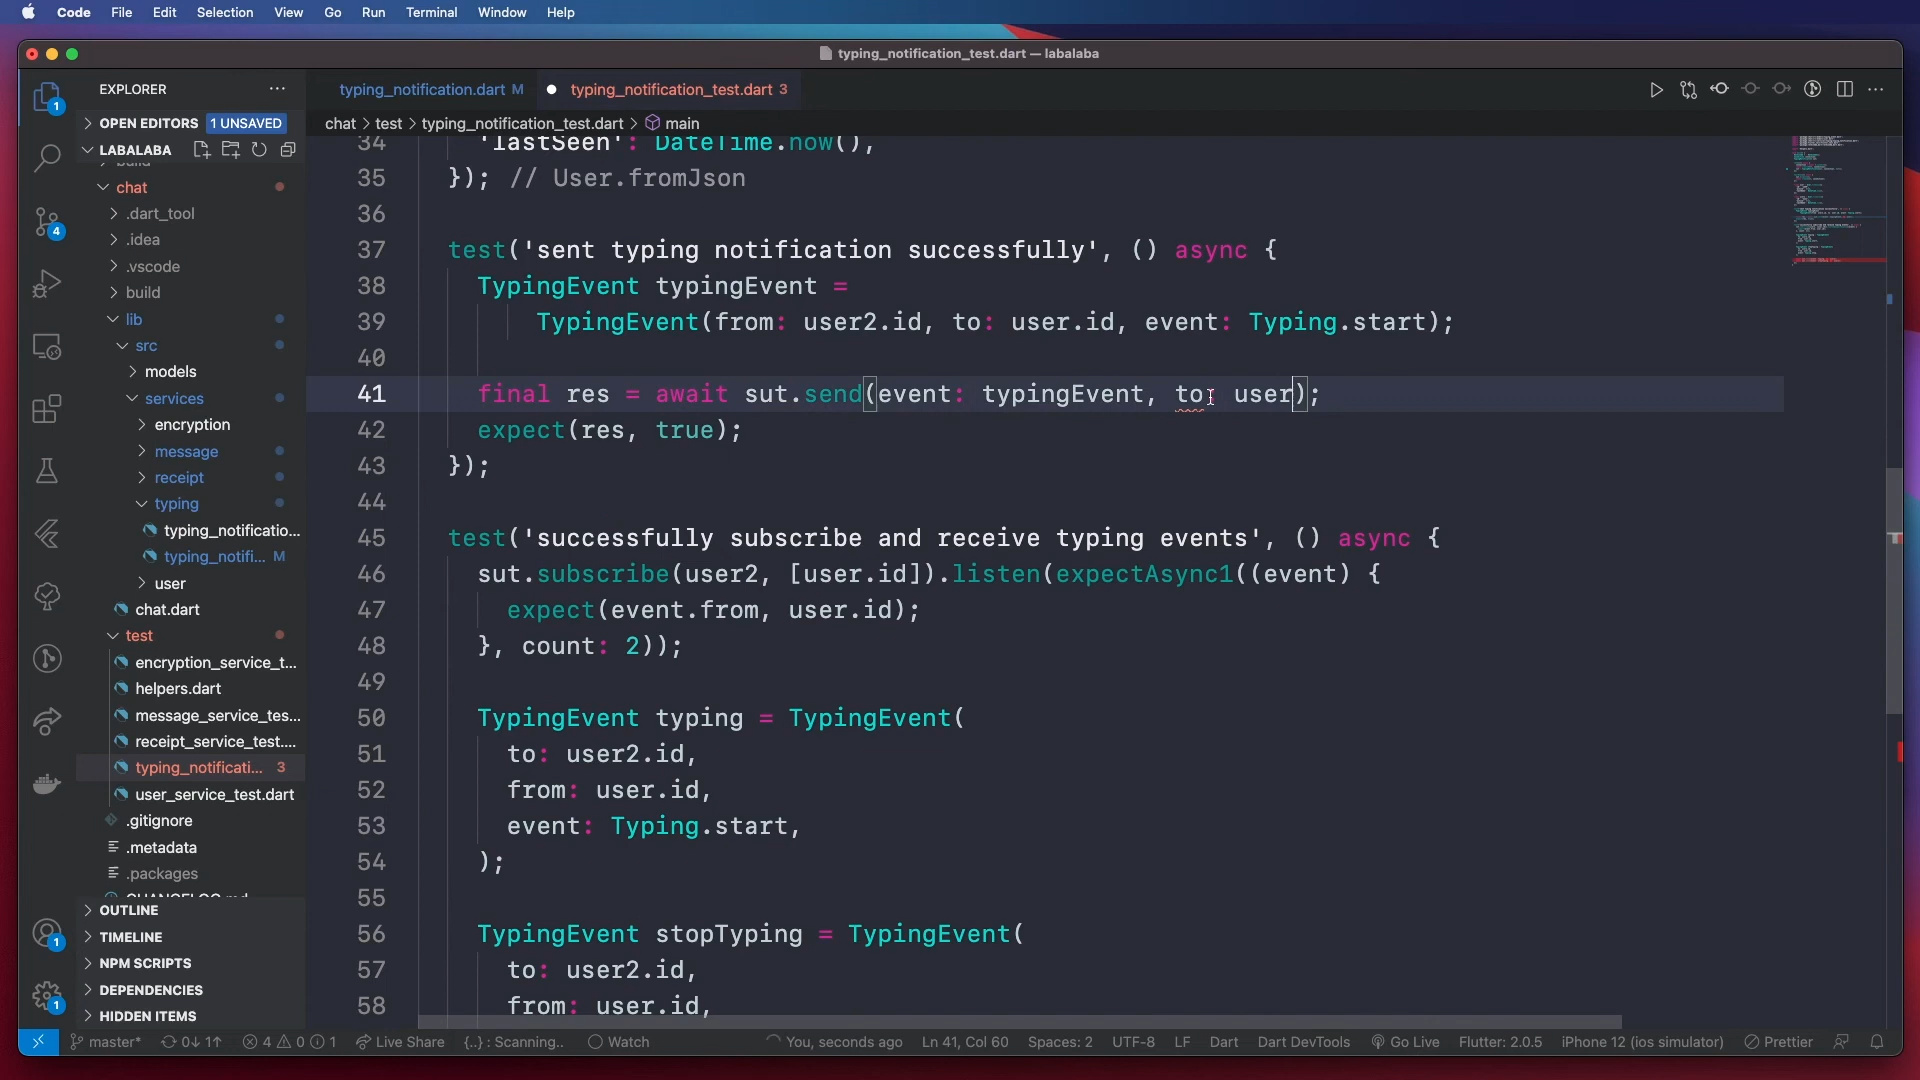 Code File Edit Selection View Go Run Terminal Window Help
typing_notification_test.dart — labalaba
EXPLORER
typing_notification.dart M
typing_notification_test.dart 3
OPEN EDITORS 1 UNSAVED
chat > test > typing_notification_test.dart > main
LABALABA
build
chat
.dart_tool
.idea
.vscode
build
lib
src
models
services
encryption
message
receipt
typing
typing_notificatio...
typing_notifi... M
user
chat.dart
test
encryption_service_t...
helpers.dart
message_service_tes...
receipt_service_test....
typing_notificati... 3
user_service_test.dart
.gitignore
.metadata
.packages
CHANGELOG.md
OUTLINE
TIMELINE
NPM SCRIPTS
DEPENDENCIES
HIDDEN ITEMS
1
4
1
1
34 'lastSeen': DateTime.now(),
35 }); // User.fromJson
36
37 test('sent typing notification successfully', () async {
38 TypingEvent typingEvent =
39 TypingEvent(from: user2.id, to: user.id, event: Typing.start);
40
41 final res = await sut.send(event: typingEvent, to: user);
42 expect(res, true);
43 });
44
45 test('successfully subscribe and receive typing events', () async {
46 sut.subscribe(user2, [user.id]).listen(expectAsync1((event) {
47 expect(event.from, user.id);
48 }, count: 2));
49
50 TypingEvent typing = TypingEvent(
51 to: user2.id,
52 from: user.id,
53 event: Typing.start,
54 );
55
56 TypingEvent stopTyping = TypingEvent(
57 to: user2.id,
58 from: user.id,
master* 0↓ 1↑ 4 0 1 Live Share {..} : Scanning.. Watch You, seconds ago Ln 41, Col 60 Spaces: 2 UTF-8 LF Dart Dart DevTools Go Live Flutter: 2.0.5 iPhone 12 (ios simulator) Prettier